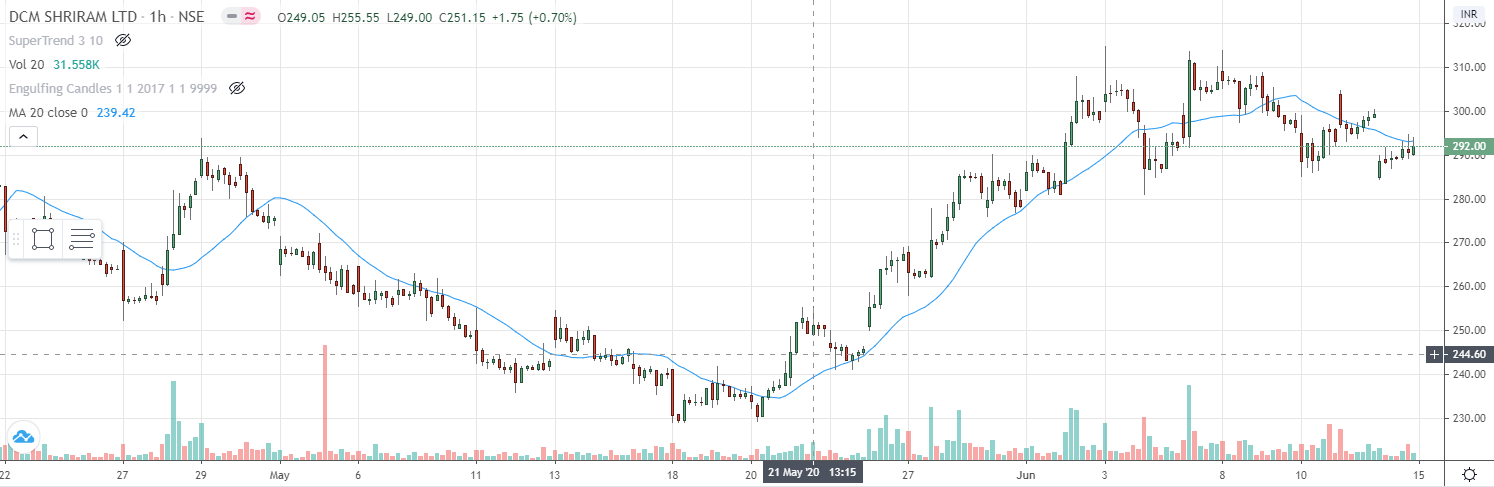 DCM SHRIRAM LTD · 1h · NSE O249.05 H255.55 L249.00 C251.15 +1.75 (+0.70%)
INR
320.00
SuperTrend 3 10
Vol 20 31.558K
310.00
Engulfing Candles 1 1 2017 1 1 9999
MA 20 close 0 239.42
300.00
292.00
290.00
280.00
270.00
260.00
250.00
244.60
240.00
230.00
22 27 29 May 6 11 13 18 20 21 May '20 13:15 27 Jun 3 8 10 15